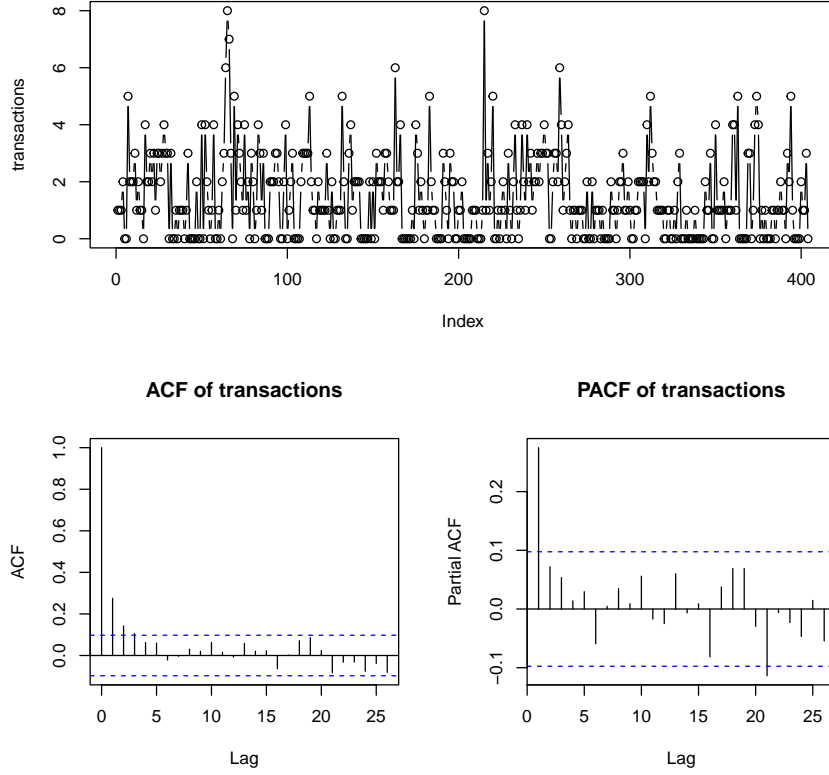 transactions
8
6
4
2
0
0 100 200 300 400
Index
ACF of transactions
ACF
1.0
0.8
0.6
0.4
0.2
0.0
0 5 10 15 20 25
Lag
PACF of transactions
Partial ACF
0.2
0.1
0.0
−0.1
0 5 10 15 20 25
Lag